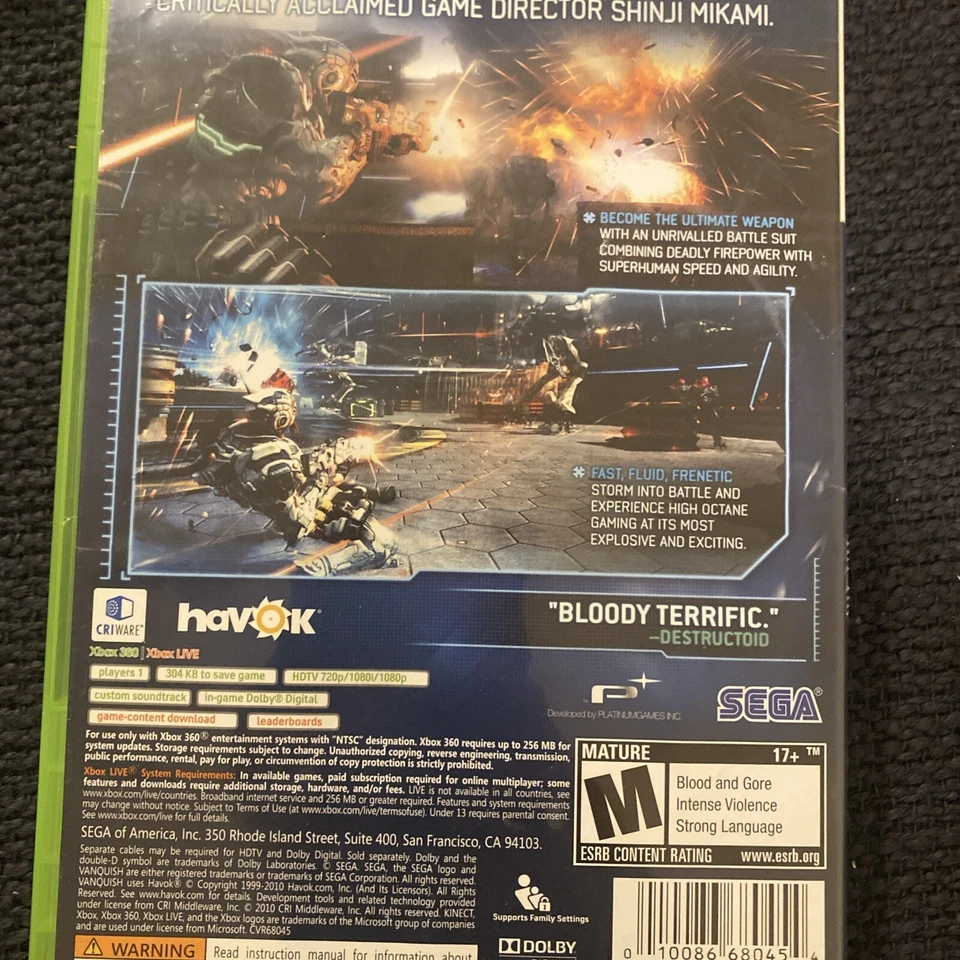 CRITICALLY ACCLAIMED GAME DIRECTOR SHINJI MIKAMI.
BECOME THE ULTIMATE WEAPON
WITH AN UNRIVALLED BATTLE SUIT
COMBINING DEADLY FIREPOWER WITH
SUPERHUMAN SPEED AND AGILITY.
FAST, FLUID, FRENETIC
STORM INTO BATTLE AND
EXPERIENCE HIGH OCTANE
GAMING AT ITS MOST
EXPLOSIVE AND EXCITING.
CRIWARE™
havok®
"BLOODY TERRIFIC."
–DESTRUCTOID
Xbox 360 | Xbox LIVE
players 1
304 KB to save game
HDTV 720p/1080i/1080p
custom soundtrack
in-game Dolby® Digital
game-content download
leaderboards
Developed by PLATINUMGAMES INC.
SEGA®
For use only with Xbox 360® entertainment systems with "NTSC" designation. Xbox 360 requires up to 256 MB for
system updates. Storage requirements subject to change. Unauthorized copying, reverse engineering, transmission,
public performance, rental, pay for play, or circumvention of copy protection is strictly prohibited.
Xbox LIVE® System Requirements: In available games, paid subscription required for online multiplayer; some
features and downloads require additional storage, hardware, and/or fees. LIVE is not available in all countries, see
www.xbox.com/live/countries. Broadband internet service and 256 MB or greater required. Features and system requirements
may change without notice. Subject to Terms of Use (at www.xbox.com/live/termsofuse). Under 13 requires parental consent.
See www.xbox.com/live for full details.
SEGA of America, Inc. 350 Rhode Island Street, Suite 400, San Francisco, CA 94103.
Separate cables may be required for HDTV and Dolby Digital. Sold separately. Dolby and the
double-D symbol are trademarks of Dolby Laboratories. © SEGA. SEGA, the SEGA logo and
VANQUISH are either registered trademarks or trademarks of SEGA Corporation. All rights reserved.
VANQUISH uses Havok® © Copyright 1999-2010 Havok.com, Inc. (And its Licensors). All Rights
Reserved. See www.havok.com for details. Development tools and related technology provided
under license from CRI Middleware, Inc. © 2010 CRI Middleware, Inc. All rights reserved. KINECT,
Xbox, Xbox 360, Xbox LIVE, and the Xbox logos are trademarks of the Microsoft group of companies
and are used under license from Microsoft. CVR68045
MATURE 17+ ™
M
Blood and Gore
Intense Violence
Strong Language
ESRB CONTENT RATING www.esrb.org
Supports Family Settings
DOLBY
0 10086 68045 4
WARNING
Read instruction manual for information about